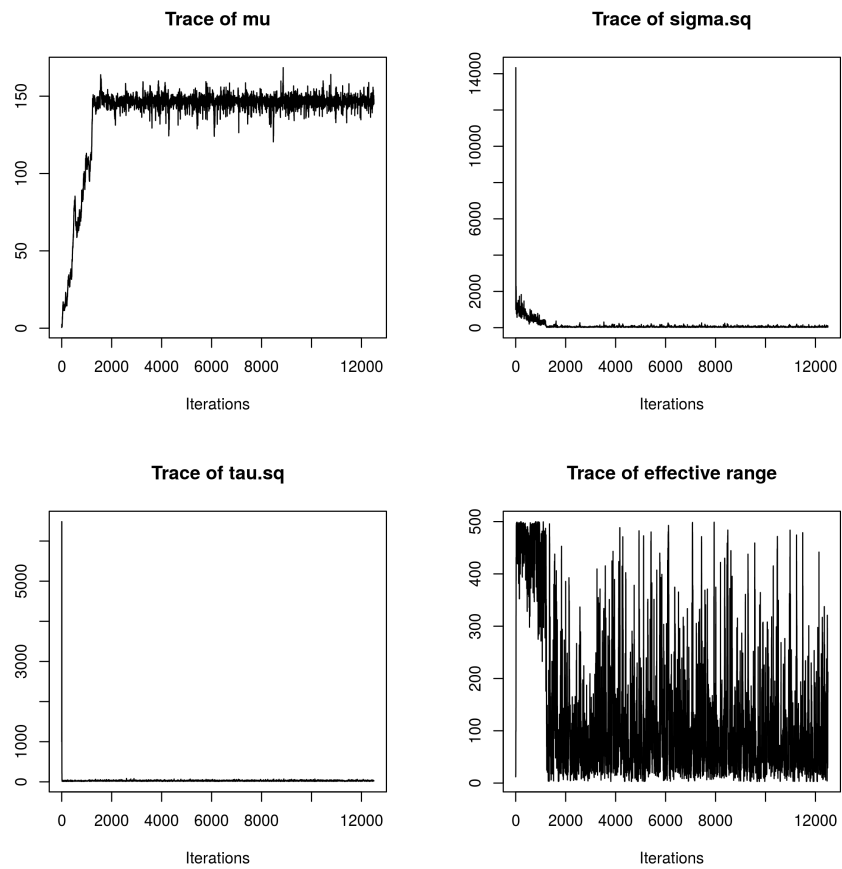 Trace of mu
0 50 100 150
0 2000 4000 6000 8000 12000
Iterations
Trace of sigma.sq
0 2000 6000 10000 14000
0 2000 4000 6000 8000 12000
Iterations
Trace of tau.sq
0 1000 3000 5000
0 2000 4000 6000 8000 12000
Iterations
Trace of effective range
0 100 200 300 400 500
0 2000 4000 6000 8000 12000
Iterations